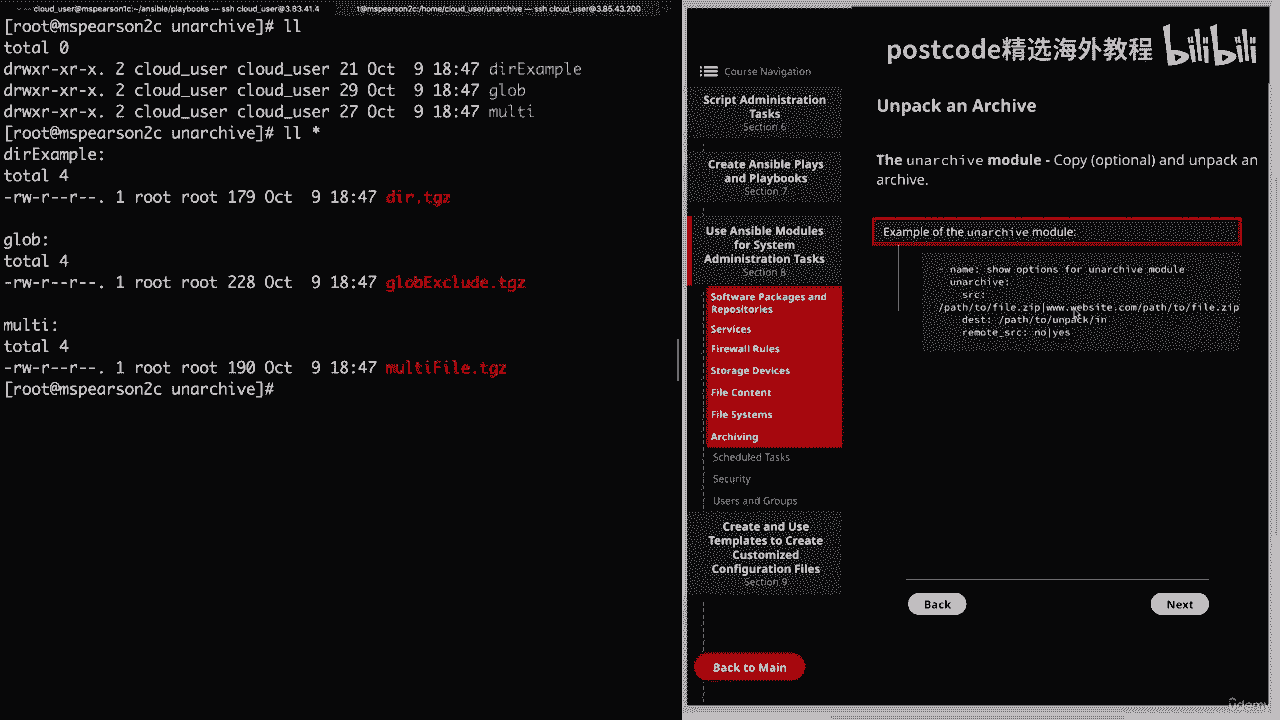 cloud_user@mspearson1c:~/ansible/playbooks — ssh cloud_user@3.83.41.4
t@mspearson2c:/home/cloud_user/unarchive — ssh cloud_user@3.85.43.200
[root@mspearson2c unarchive]# ll
total 0
drwxr-xr-x. 2 cloud_user cloud_user 21 Oct  9 18:47 dirExample
drwxr-xr-x. 2 cloud_user cloud_user 29 Oct  9 18:47 glob
drwxr-xr-x. 2 cloud_user cloud_user 27 Oct  9 18:47 multi
[root@mspearson2c unarchive]# ll *
dirExample:
total 4
-rw-r--r--. 1 root root 179 Oct  9 18:47 dir.tgz
glob:
total 4
-rw-r--r--. 1 root root 228 Oct  9 18:47 globExclude.tgz
multi:
total 4
-rw-r--r--. 1 root root 190 Oct  9 18:47 multiFile.tgz
[root@mspearson2c unarchive]#
postcode精选海外教程 bilibili
Course Navigation
Script Administration
Tasks
Section 6
Create Ansible Plays
and Playbooks
Section 7
Use Ansible Modules
for System
Administration Tasks
Section 8
Software Packages and
Repositories
Services
Firewall Rules
Storage Devices
File Content
File Systems
Archiving
Scheduled Tasks
Security
Users and Groups
Create and Use
Templates to Create
Customized
Configuration Files
Section 9
Back to Main
Unpack an Archive
The unarchive module - Copy (optional) and unpack an
archive.
Example of the unarchive module:
name: show options for unarchive module
unarchive:
src:
/path/to/file.zip|www.website.com/path/to/file.zip
dest: /path/to/unpack/in
remote_src: no|yes
Back
Next
ûdemy